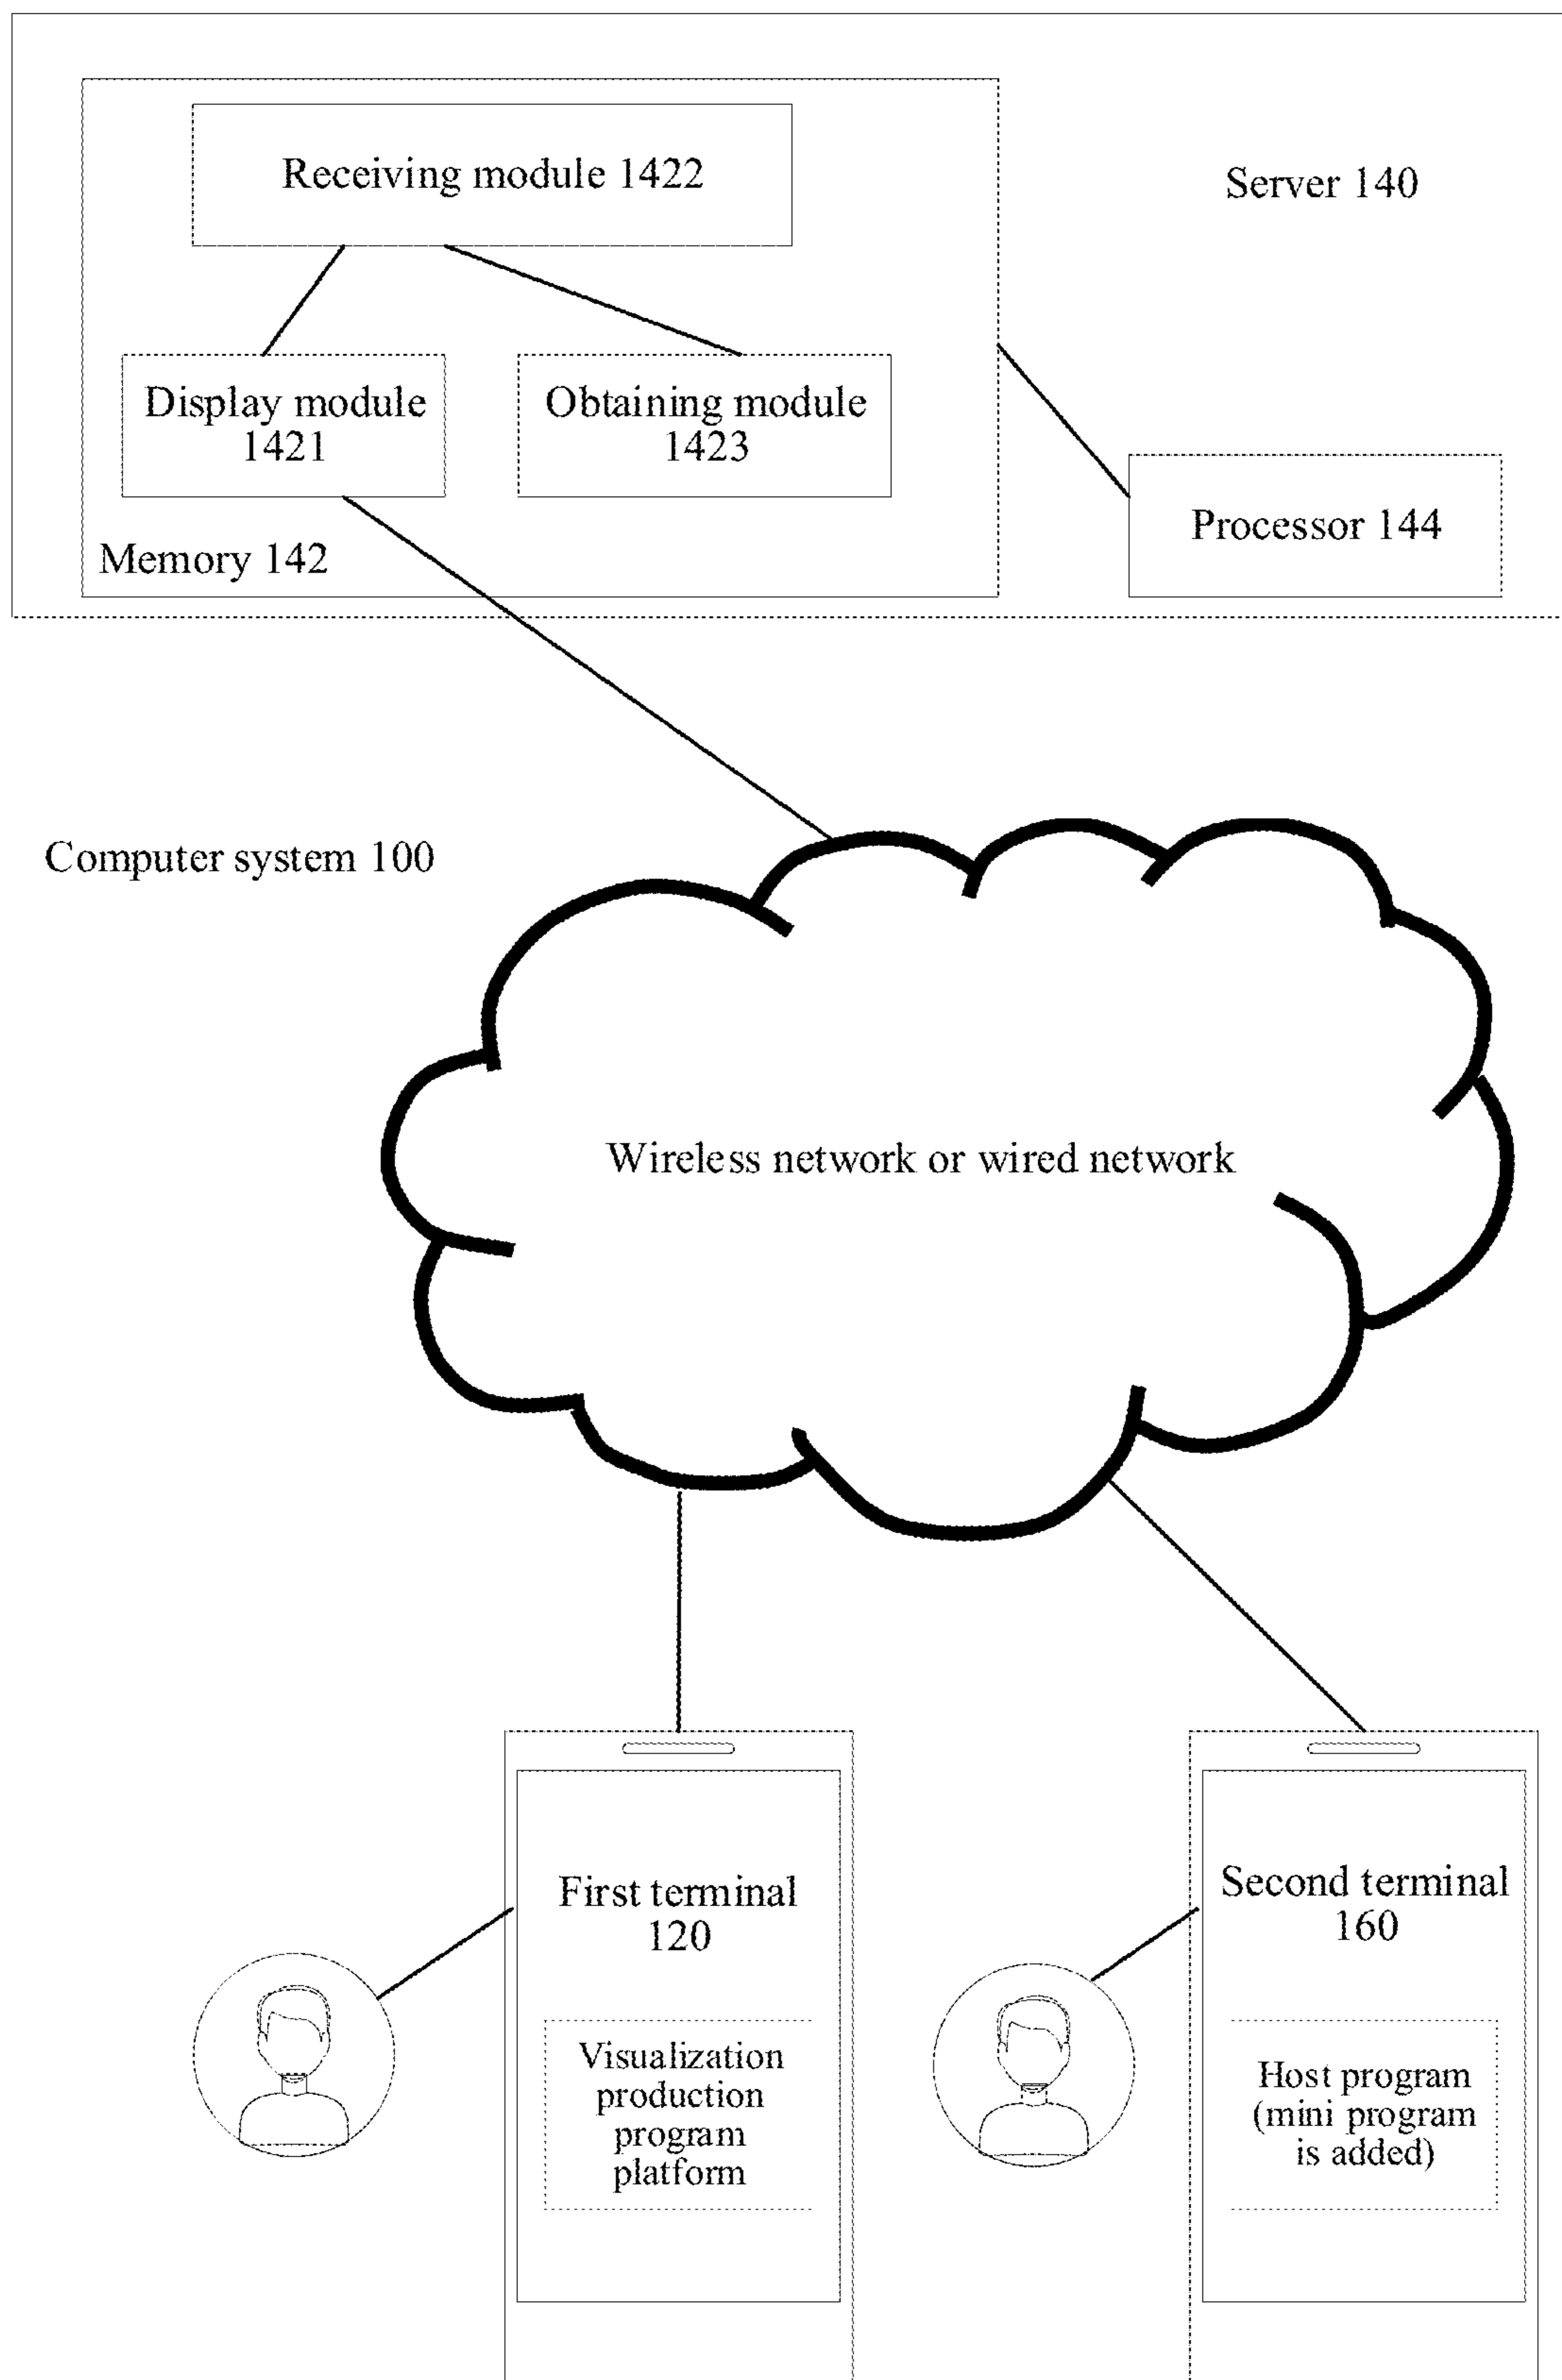 Receiving module 1422
Server 140
Display module
1421
Obtaining module
1423
Processor 144
Memory 142
Computer system 100
Wireless network or wired network
First terminal
120
Visualization
production
program
platform
Second terminal
160
Host program
(mini program
is added)